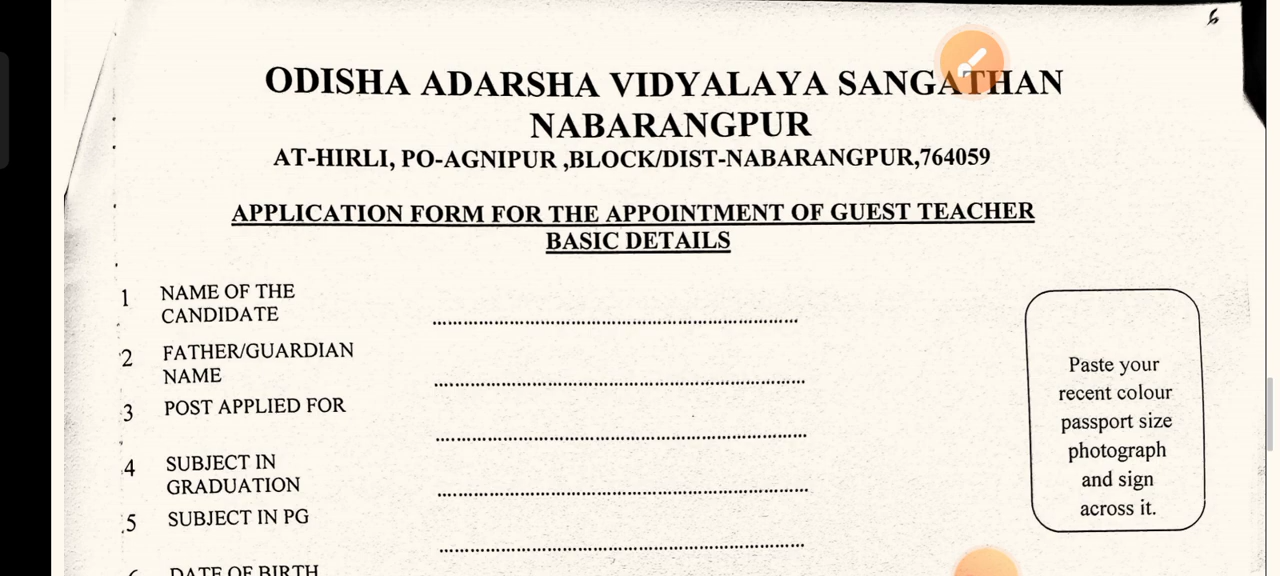 6
ODISHA ADARSHA VIDYALAYA SANGATHAN
NABARANGPUR
AT-HIRLI, PO-AGNIPUR ,BLOCK/DIST-NABARANGPUR,764059
APPLICATION FORM FOR THE APPOINTMENT OF GUEST TEACHER
BASIC DETAILS
1 NAME OF THE
CANDIDATE ................................................
2 FATHER/GUARDIAN
NAME ................................................
3 POST APPLIED FOR
................................................
4 SUBJECT IN
GRADUATION ................................................
5 SUBJECT IN PG
................................................
6 DATE OF BIRTH
Paste your
recent colour
passport size
photograph
and sign
across it.